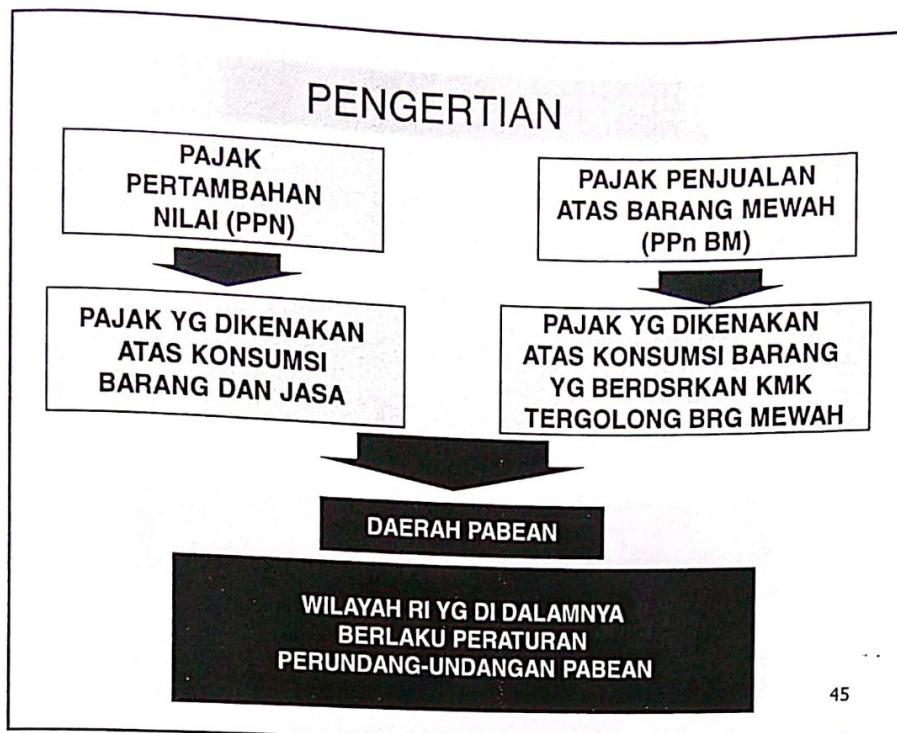 PENGERTIAN
PAJAK
PERTAMBAHAN
NILAI (PPN)
PAJAK PENJUALAN
ATAS BARANG MEWAH
(PPn BM)
PAJAK YG DIKENAKAN
ATAS KONSUMSI
BARANG DAN JASA
PAJAK YG DIKENAKAN
ATAS KONSUMSI BARANG
YG BERDSRKAN KMK
TERGOLONG BRG MEWAH
DAERAH PABEAN
WILAYAH RI YG DI DALAMNYA
BERLAKU PERATURAN
PERUNDANG-UNDANGAN PABEAN
45